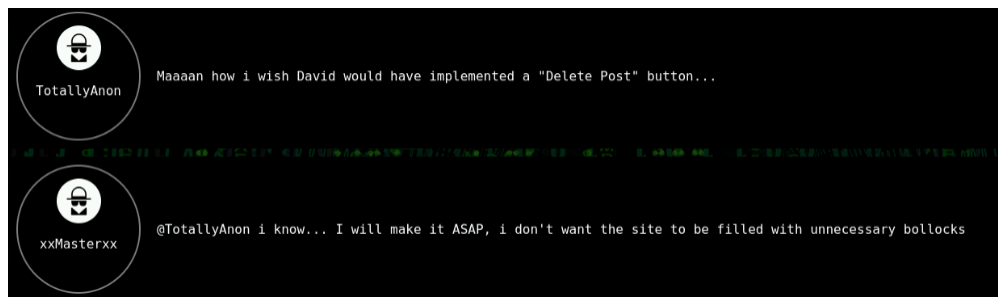 Maaaan how i wish David would have implemented a "Delete Post" button...
TotallyAnon
@TotallyAnon i know... I will make it ASAP, i don't want the site to be filled with unnecessary bollocks
xxMasterxx